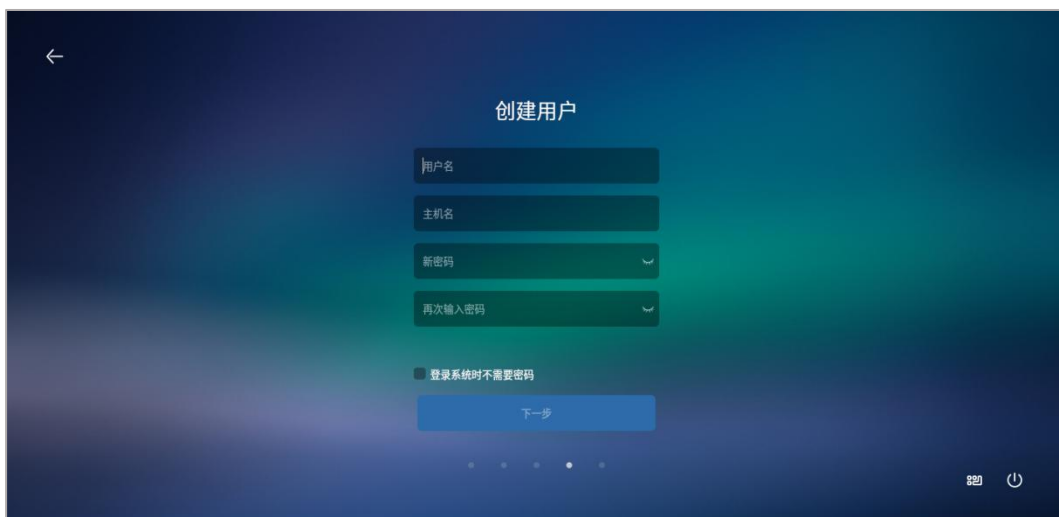 创建用户
用户名
主机名
新密码
再次输入密码
登录系统时不需要密码
下一步